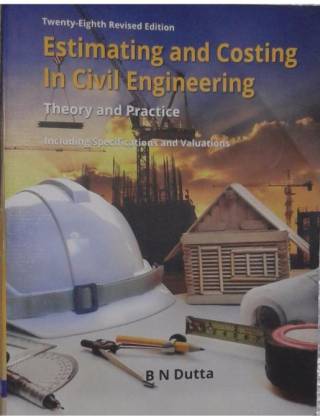 Twenty-Eighth Revised Edition
Estimating and Costing
In Civil Engineering
Theory and Practice
Including Specifications and Valuations
B N Dutta